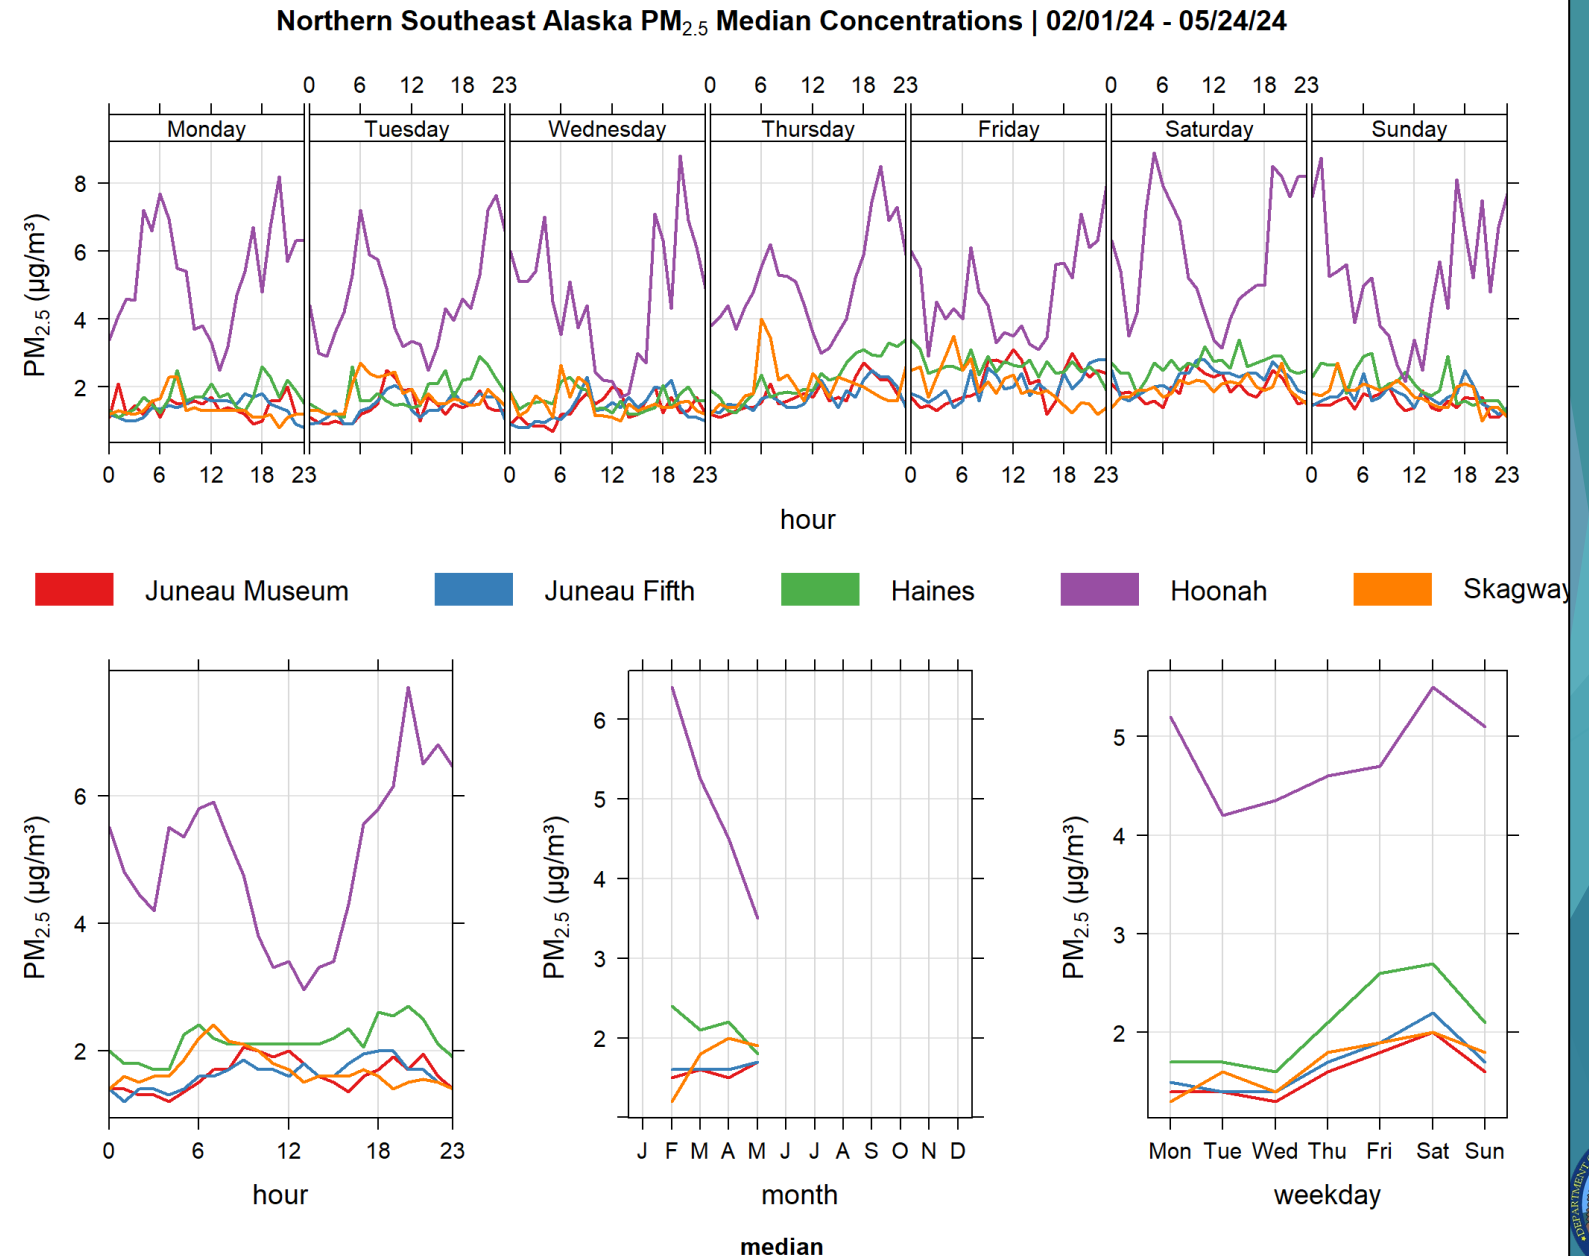 Northern Southeast Alaska PM2.5 Median Concentrations | 02/01/24 - 05/24/24
0 6 12 18 23 0 6 12 18 23 0 6 12 18 23
Monday Tuesday Wednesday Thursday Friday Saturday Sunday
PM2.5 (µg/m³)
8
6
4
2
0 6 12 18 23 0 6 12 18 23 0 6 12 18 23 0 6 12 18 23
hour
Juneau Museum Juneau Fifth Haines Hoonah Skagway
PM2.5 (µg/m³)
6
4
2
0 6 12 18 23
hour
PM2.5 (µg/m³)
6
5
4
3
2
J F M A M J J A S O N D
month
PM2.5 (µg/m³)
5
4
3
2
Mon Tue Wed Thu Fri Sat Sun
weekday
median
DEPARTMENT